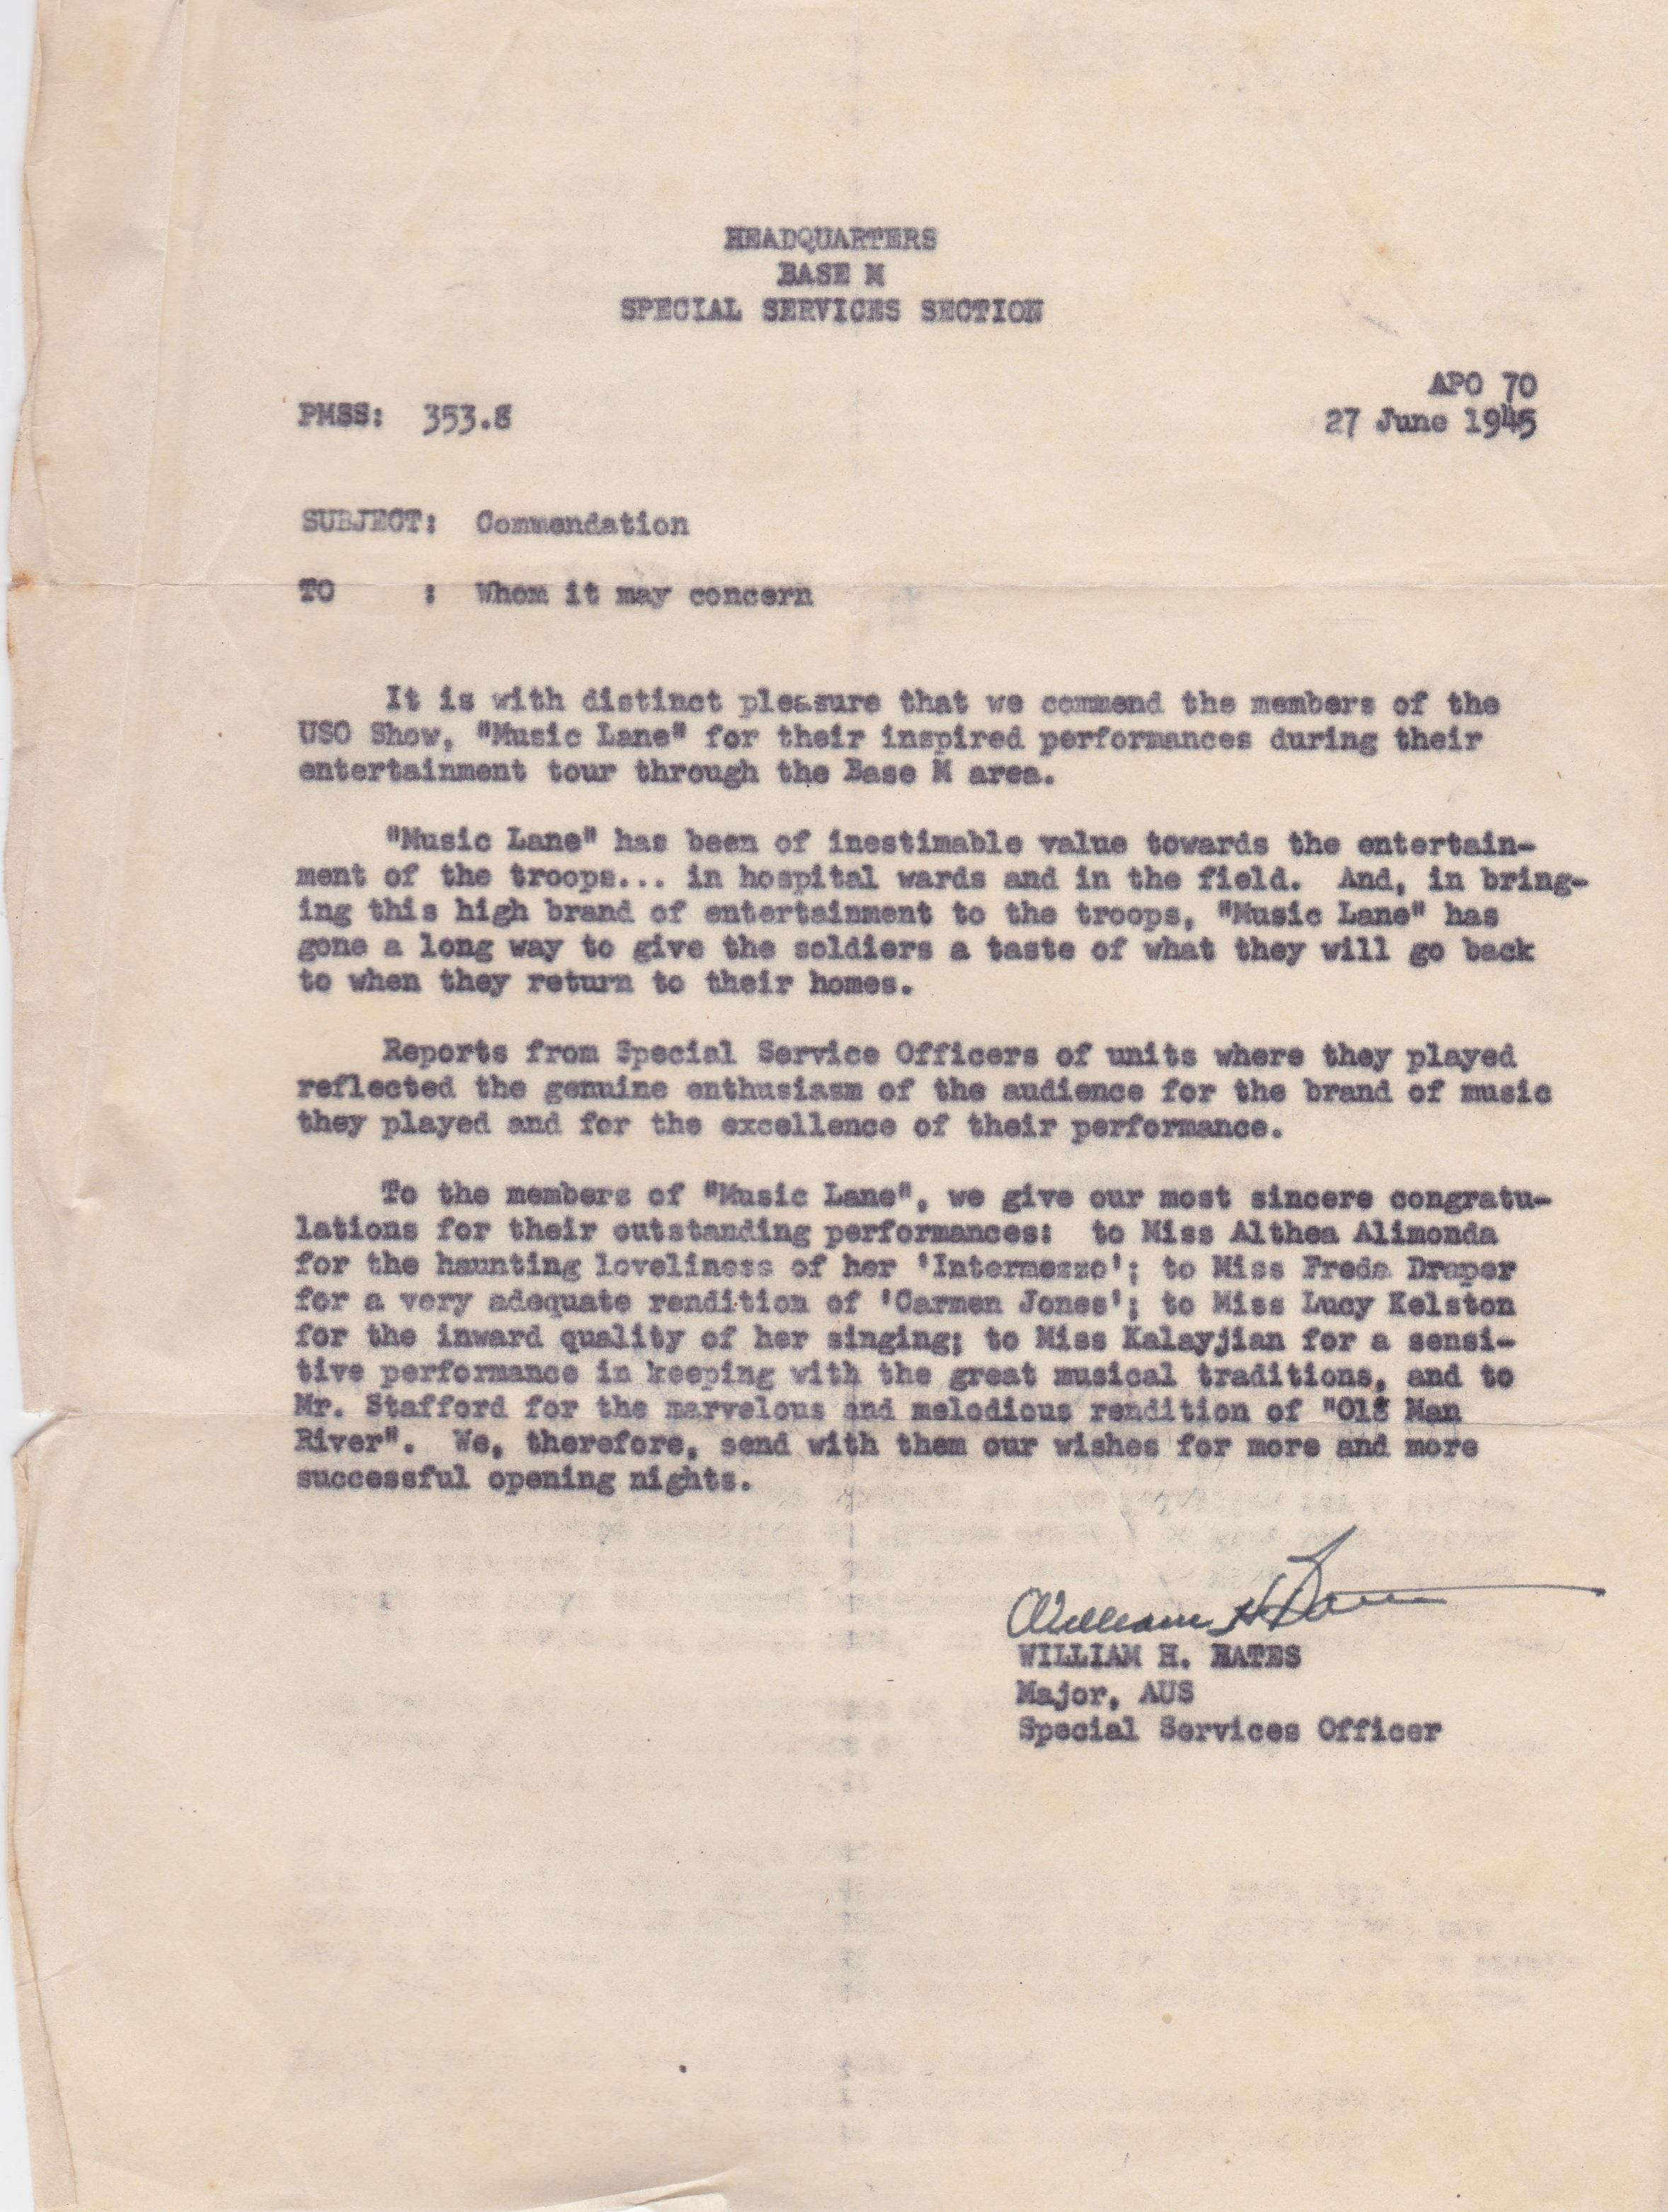 HEADQUARTERS
BASE M
SPECIAL SERVICES SECTION
APO 70
PMSS: 353.8
27 June 1945
SUBJECT: Commendation
TO : Whom it may concern
It is with distinct pleasure that we commend the members of the
USO Show, "Music Lane" for their inspired performances during their
entertainment tour through the Base M area.
"Music Lane" has been of inestimable value towards the entertain-
ment of the troops... in hospital wards and in the field. And, in bring-
ing this high brand of entertainment to the troops, "Music Lane" has
gone a long way to give the soldiers a taste of what they will go back
to when they return to their homes.
Reports from Special Service Officers of units where they played
reflected the genuine enthusiasm of the audience for the brand of music
they played and for the excellence of their performance.
To the members of "Music Lane", we give our most sincere congratu-
lations for their outstanding performances: to Miss Althea Alimonda
for the haunting loveliness of her 'Intermezzo'; to Miss Freda Draper
for a very adequate rendition of 'Carmen Jones'; to Miss Lucy Kelston
for the inward quality of her singing; to Miss Kalayjian for a sensi-
tive performance in keeping with the great musical traditions, and to
Mr. Stafford for the marvelous and melodious rendition of "Ol' Man
River". We, therefore, send with them our wishes for more and more
successful opening nights.
William H.
WILLIAM H. BATES
Major, AUS
Special Services Officer